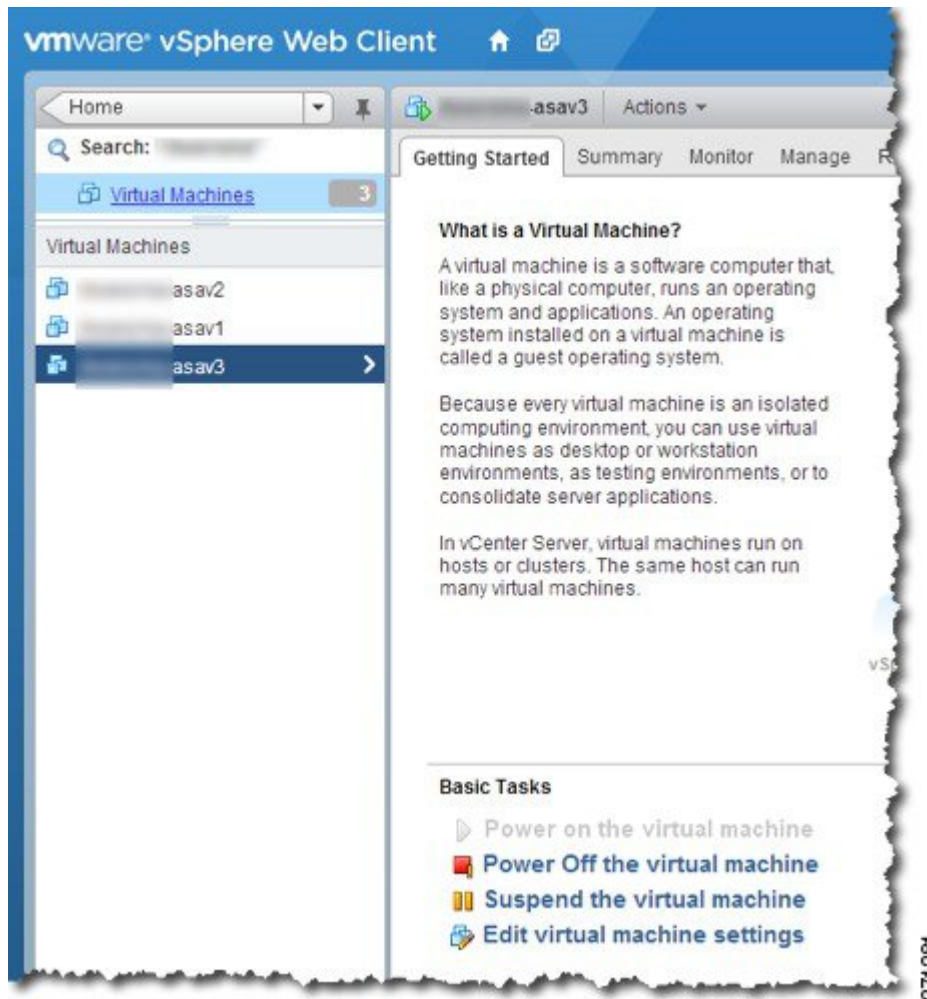 vmware® vSphere Web Client
Home
Search:
Virtual Machines 3
Virtual Machines
asav2
asav1
asav3
-asav3 Actions
Getting Started Summary Monitor Manage R
What is a Virtual Machine?
A virtual machine is a software computer that,
like a physical computer, runs an operating
system and applications. An operating
system installed on a virtual machine is
called a guest operating system.
Because every virtual machine is an isolated
computing environment, you can use virtual
machines as desktop or workstation
environments, as testing environments, or to
consolidate server applications.
In vCenter Server, virtual machines run on
hosts or clusters. The same host can run
many virtual machines.
vSp
Basic Tasks
Power on the virtual machine
Power Off the virtual machine
Suspend the virtual machine
Edit virtual machine settings